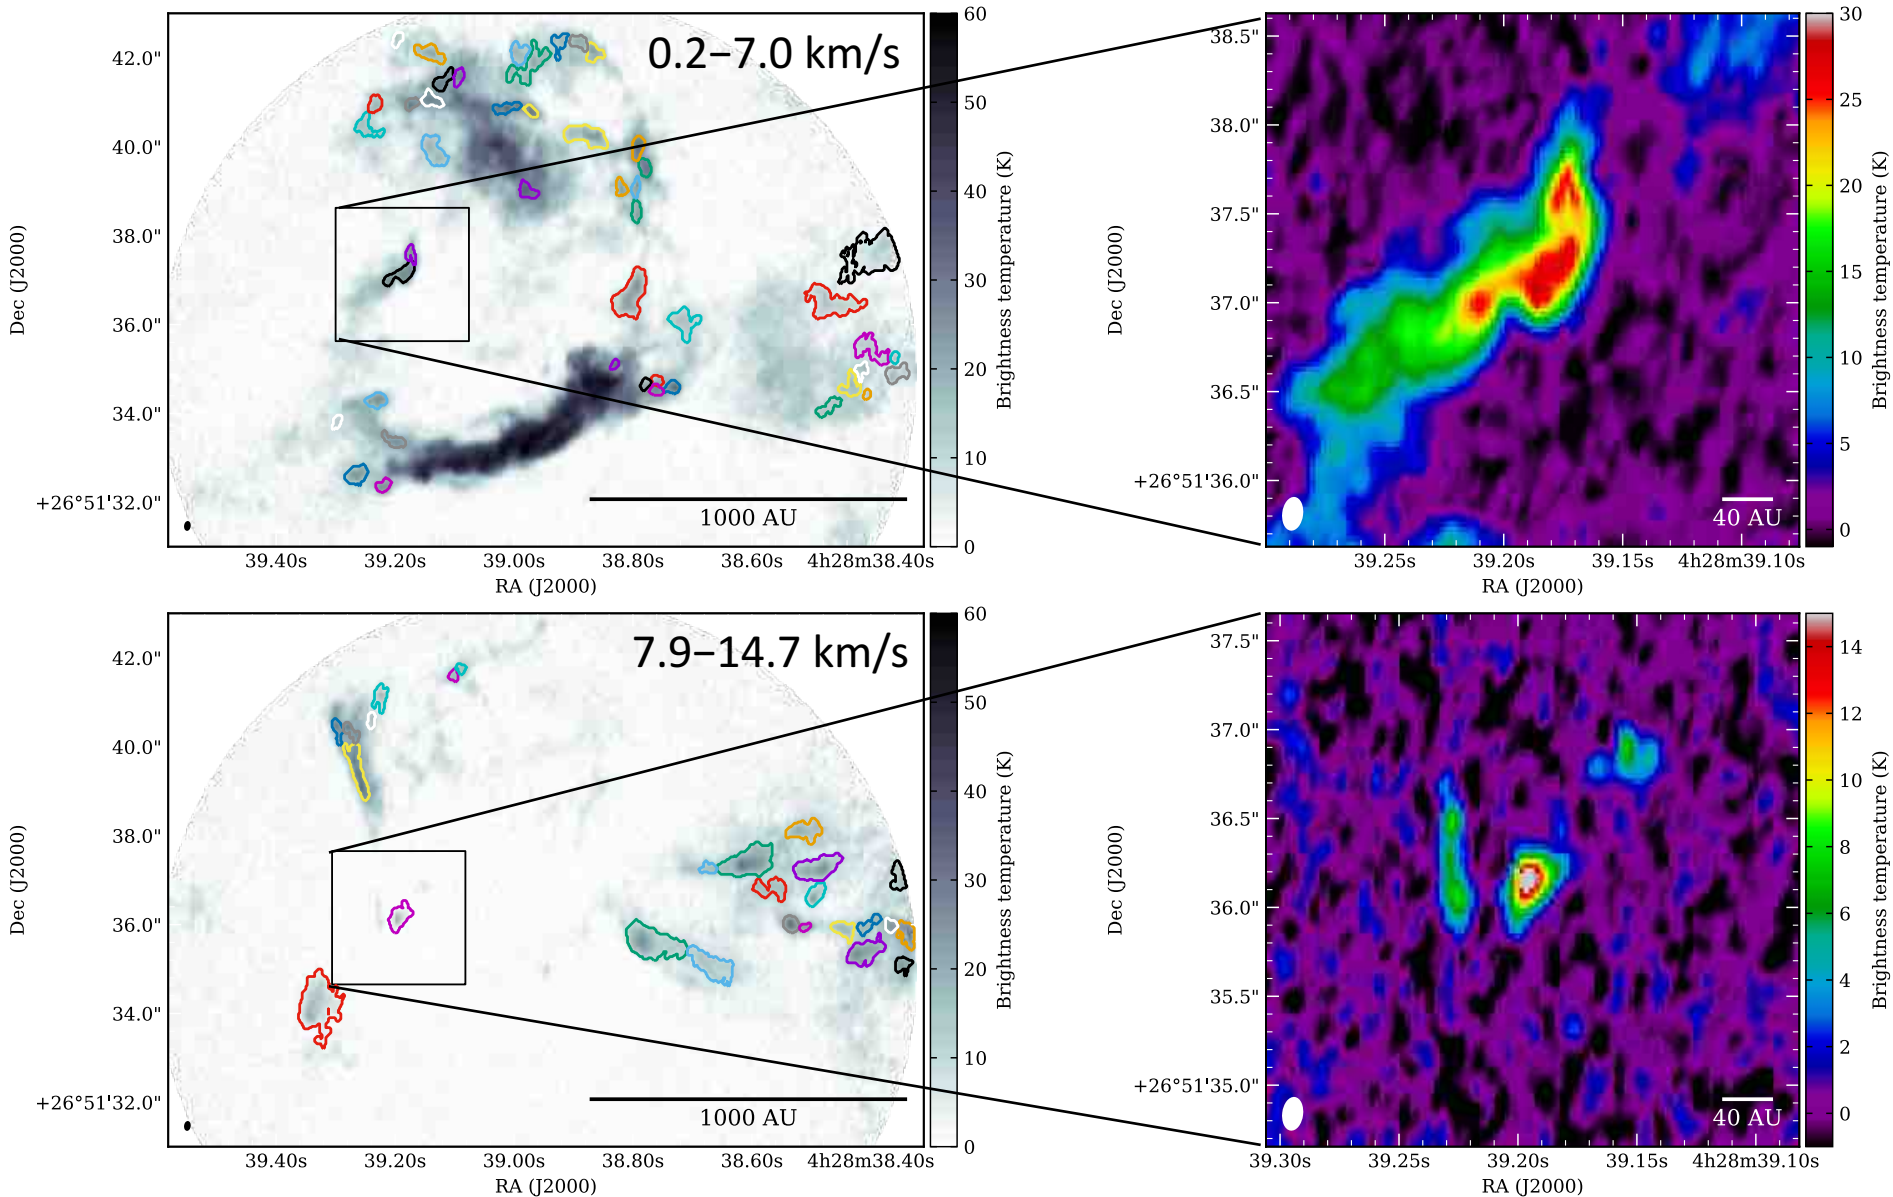 0.2−7.0 km/s
42.0"
40.0"
38.0"
36.0"
34.0"
+26°51'32.0"
Dec (J2000)
39.40s 39.20s 39.00s 38.80s 38.60s 4h28m38.40s
RA (J2000)
1000 AU
60
50
40
30
20
10
0
Brightness temperature (K)
38.5"
38.0"
37.5"
37.0"
36.5"
+26°51'36.0"
Dec (J2000)
39.25s 39.20s 39.15s 4h28m39.10s
RA (J2000)
40 AU
30
25
20
15
10
5
0
Brightness temperature (K)
7.9−14.7 km/s
42.0"
40.0"
38.0"
36.0"
34.0"
+26°51'32.0"
Dec (J2000)
39.40s 39.20s 39.00s 38.80s 38.60s 4h28m38.40s
RA (J2000)
1000 AU
60
50
40
30
20
10
0
Brightness temperature (K)
37.5"
37.0"
36.5"
36.0"
35.5"
+26°51'35.0"
Dec (J2000)
39.30s 39.25s 39.20s 39.15s 4h28m39.10s
RA (J2000)
40 AU
14
12
10
8
6
4
2
0
Brightness temperature (K)